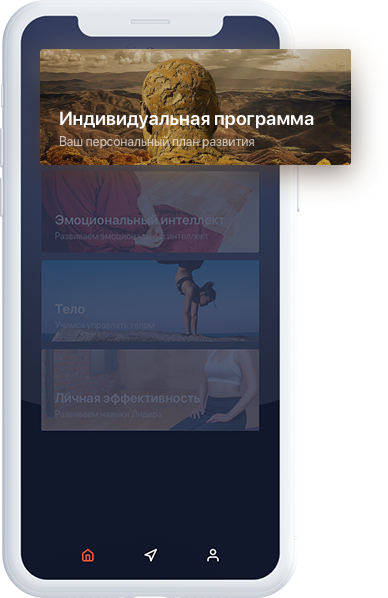 Индивидуальная программа
Ваш персональный план развития
Эмоциональный интеллект
Развиваем эмоциональный интеллект
Тело
Учимся управлять телом
Личная эффективность
Развиваем навыки Лидера